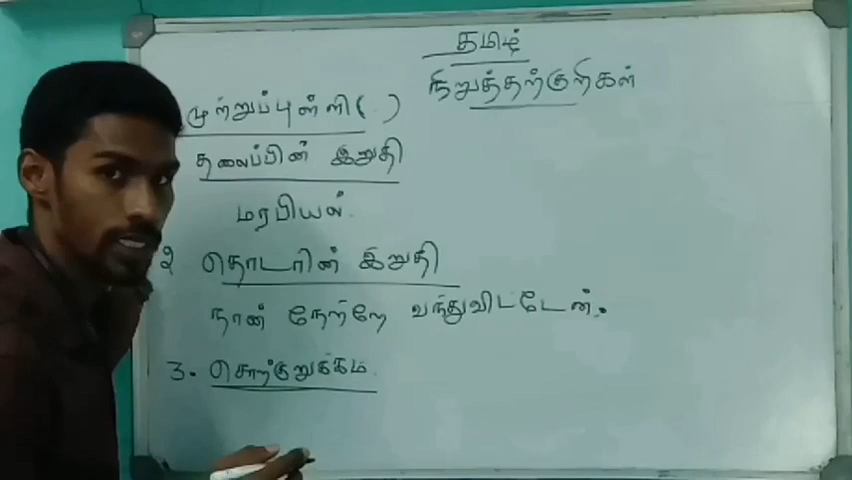 தமிழ்
நிறுத்தற்குறிகள்
முற்றுப்புள்ளி ( . )
தலைப்பின் இறுதி
மரபியல்.
2 தொடரின் இறுதி
நான் நேற்றே வந்துவிட்டேன்.
3. சொற்குறுக்கம்